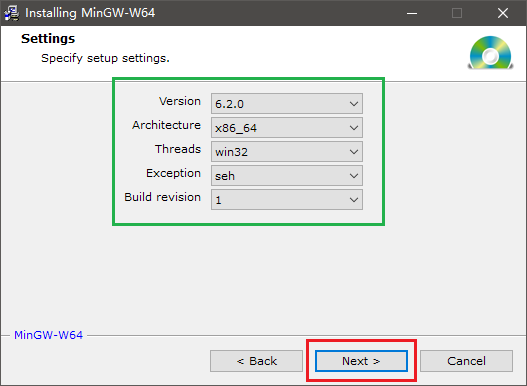 Installing MinGW-W64
Settings
Specify setup settings.
Version 6.2.0
Architecture x86_64
Threads win32
Exception seh
Build revision 1
MinGW-W64
< Back Next > Cancel